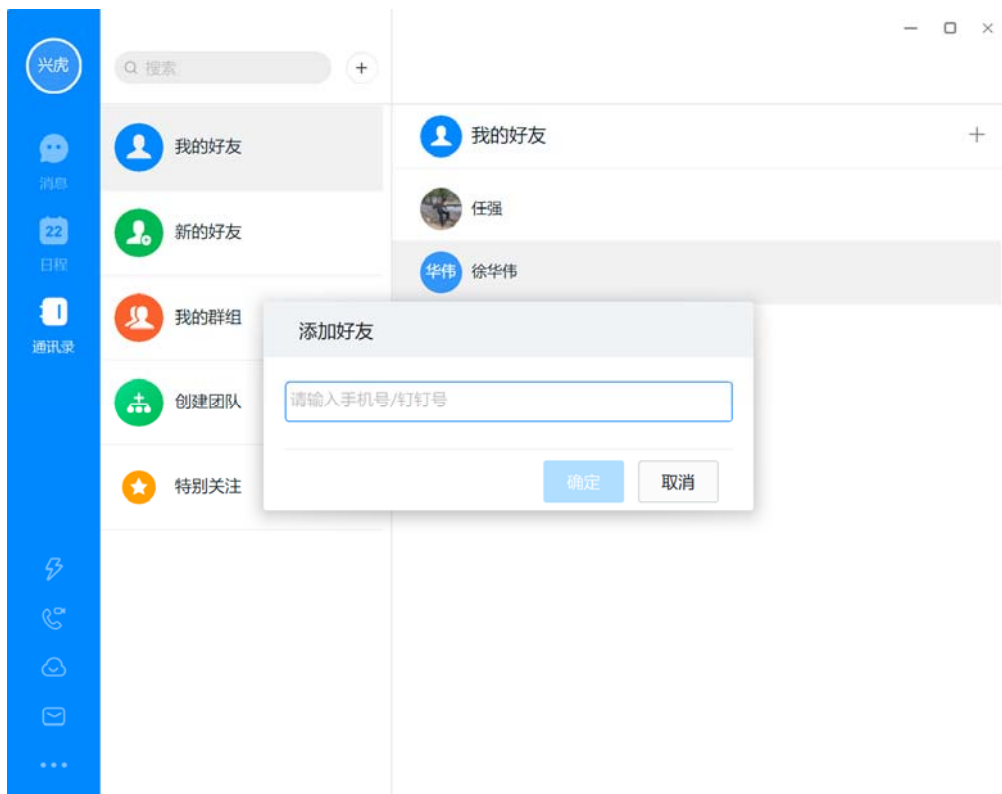 兴虎
搜索
消息
22
日程
通讯录
我的好友
新的好友
我的群组
创建团队
特别关注
我的好友
任强
华伟 徐华伟
添加好友
请输入手机号/钉钉号
确定 取消